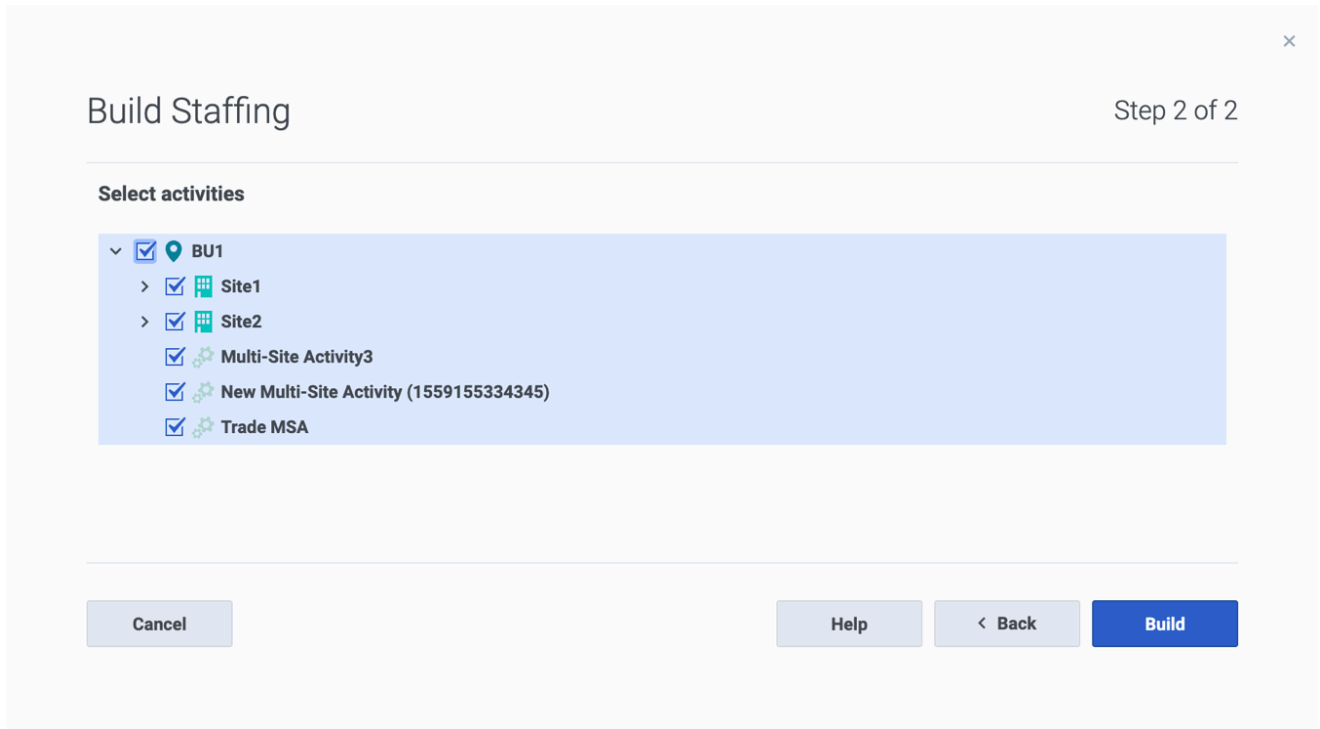 Build Staffing
Step 2 of 2
Select activities
BU1
Site1
Site2
Multi-Site Activity3
New Multi-Site Activity (1559155334345)
Trade MSA
Cancel
Help
Back
Build